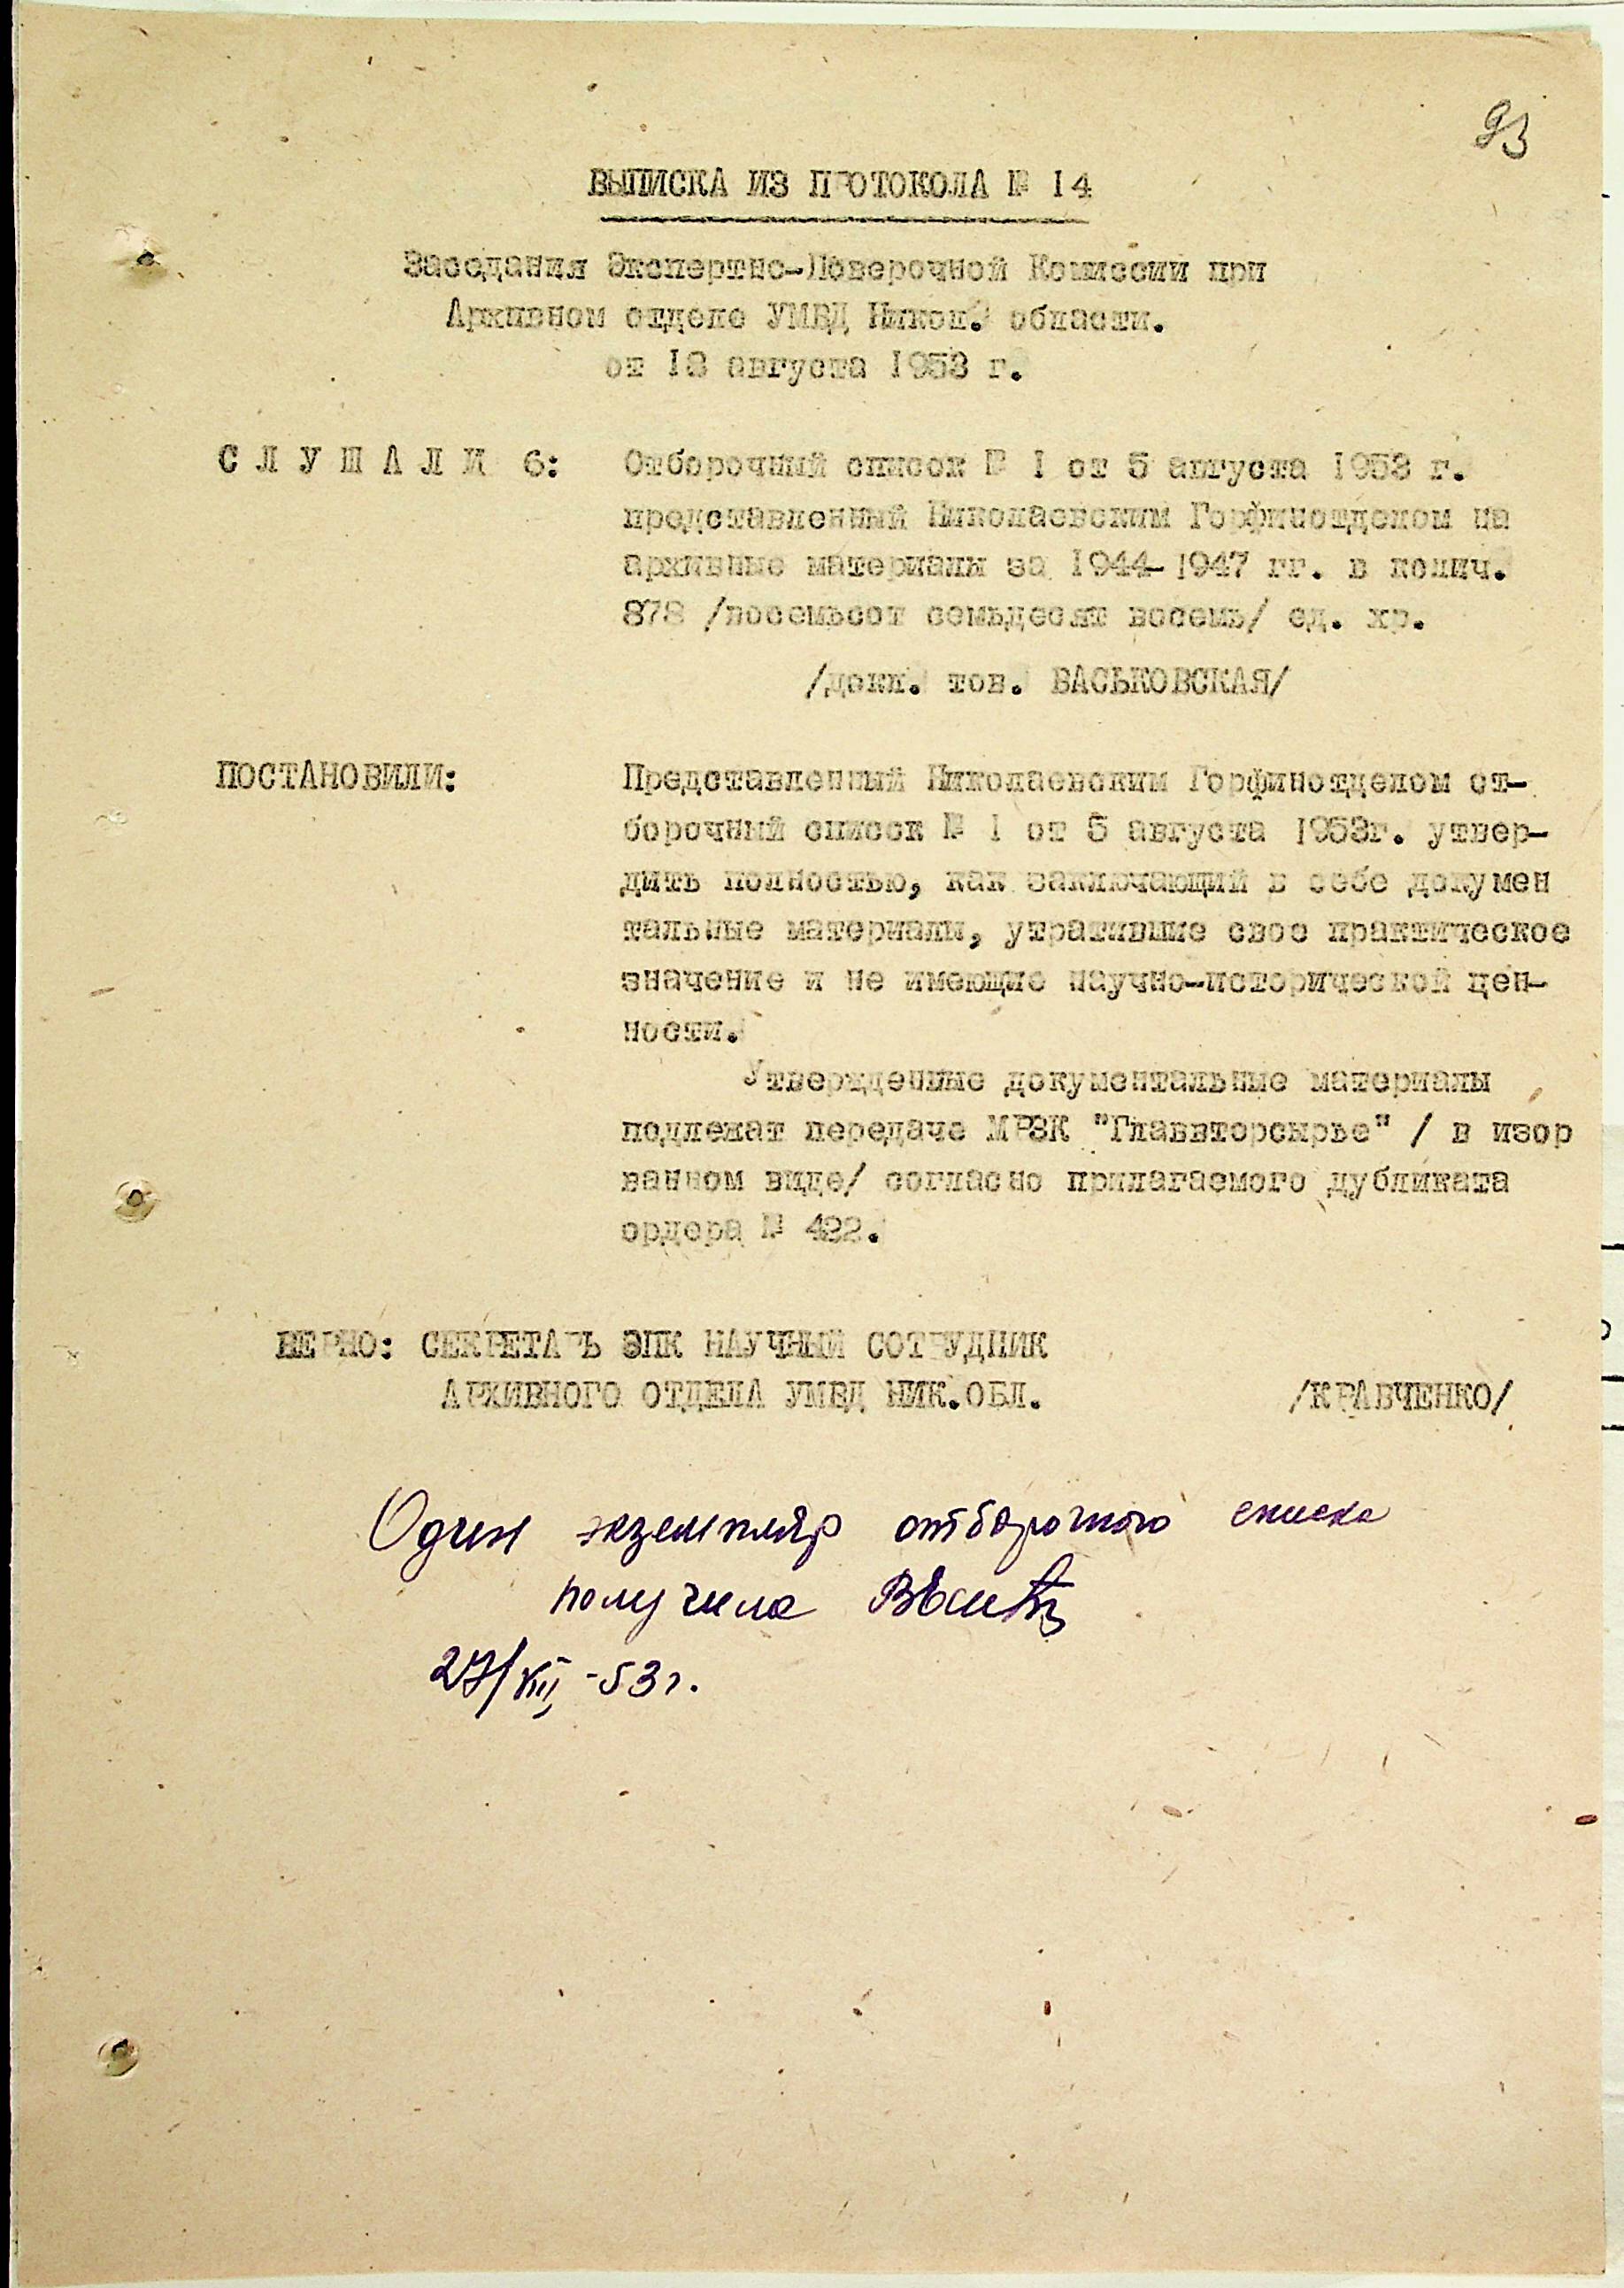 93
ВЫПИСКА ИЗ ПРОТОКОЛА № 14
Заседания Экспертно-Поверочной Комиссии при
Архивном отделе УМВД Никол. области.
от 18 августа 1953 г.
С Л У Ш А Л И 6: Отборочный список № 1 от 5 августа 1953 г.
представленный Николаевским Горфинотделом на
архивные материалы за 1944-1947 гг. в колич.
878 /восемьсот семьдесят восемь/ ед. хр.
/докл. тов. ВАСЬКОВСКАЯ/
ПОСТАНОВИЛИ: Представленный Николаевским Горфинотделом от-
борочный список № 1 от 5 августа 1953г. утвер-
дить полностью, как заключающий в себе докумен
тальные материалы, утратившие свое практическое
значение и не имеющие научно-исторической цен-
ности.
Утвержденные документальные материалы
подлежат передаче МРЗК "Главвторсырье" / в изор
ванном виде/ согласно прилагаемого дубликата
ордера № 422.
ВЕРНО: СЕКРЕТАРЬ ЭПК НАУЧНЫЙ СОТРУДНИК
АРХИВНОГО ОТДЕЛА УМВД НИК.ОБЛ. /КРАВЧЕНКО/
Один экземпляр отборочного списка
получила
27/VIII -53г.